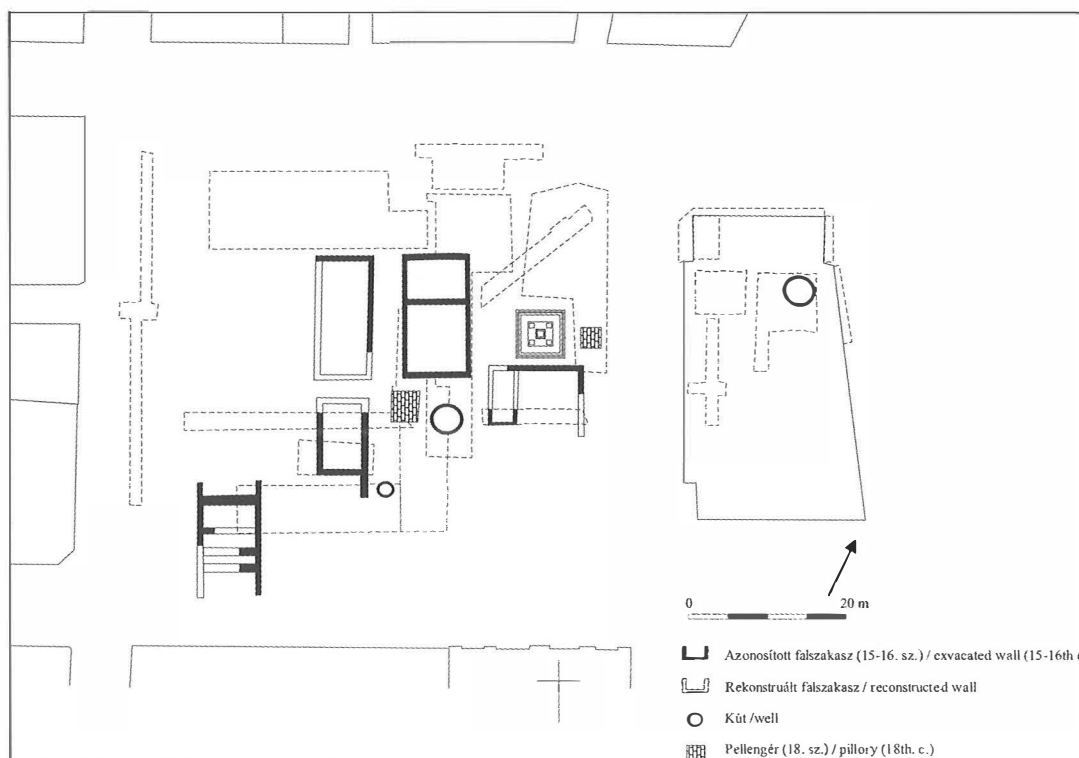 0 20 m
Azonosított falszakasz (15-16. sz.) / exvacated wall (15-16th c
Rekonstruált falszakasz / reconstructed wall
Kút /well
Pellengér (18. sz.) / pillory (18th. c.)